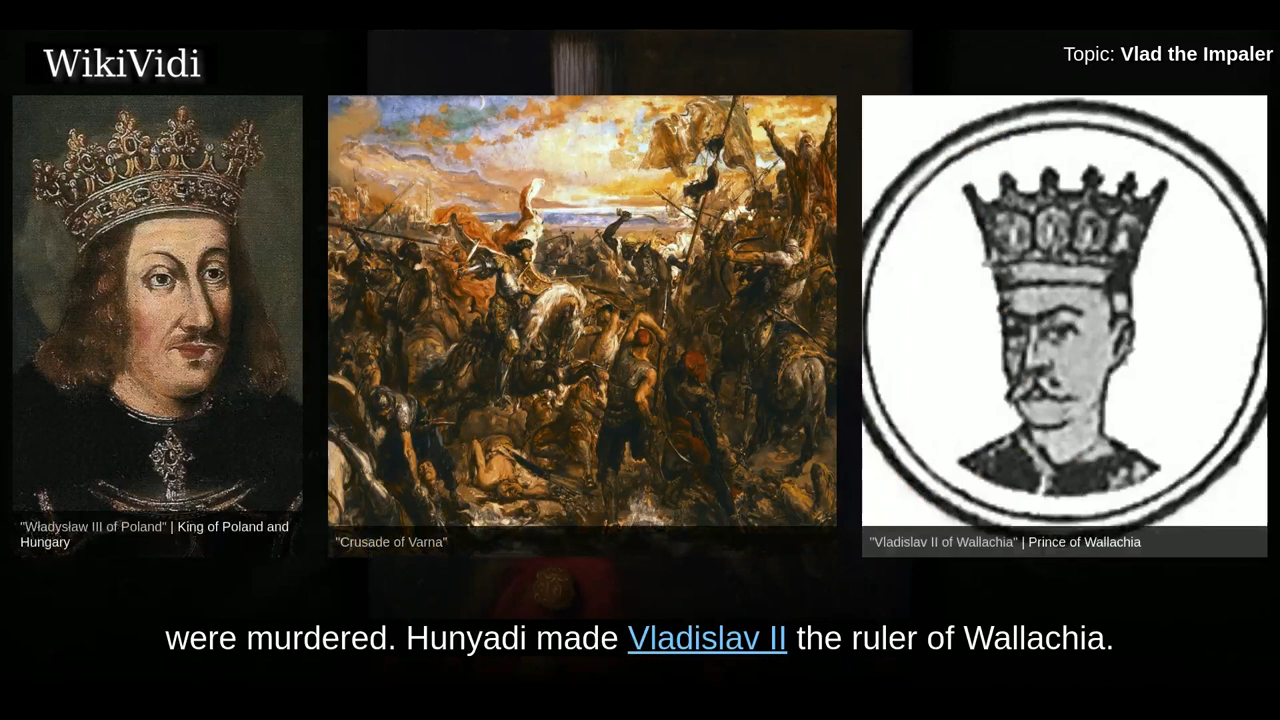 WikiVidi
Topic: Vlad the Impaler
"Władysław III of Poland" | King of Poland and
Hungary
"Crusade of Varna"
"Vladislav II of Wallachia" | Prince of Wallachia
were murdered. Hunyadi made Vladislav II the ruler of Wallachia.